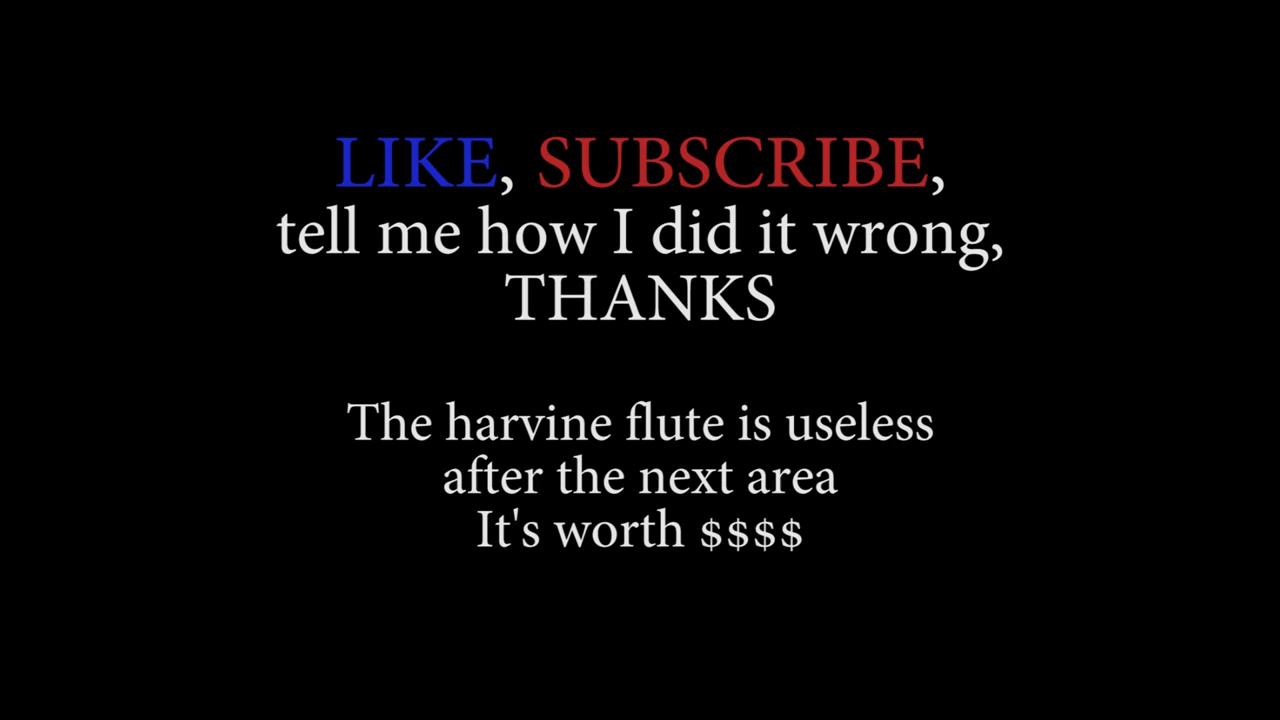 LIKE, SUBSCRIBE,
tell me how I did it wrong,
THANKS
The harvine flute is useless
after the next area
It's worth $$$$